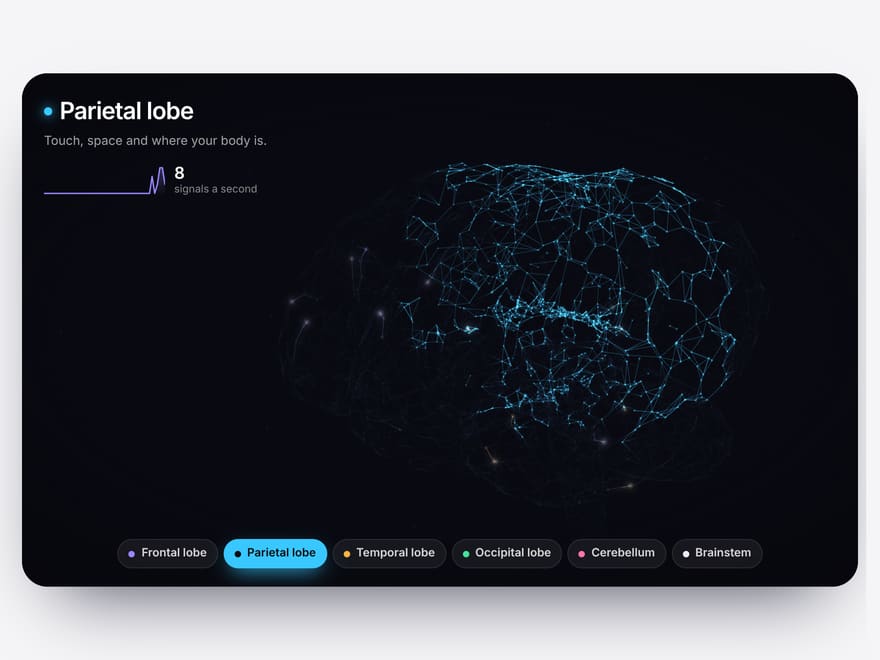 Parietal lobe
Touch, space and where your body is.
8
signals a second
Frontal lobe
Parietal lobe
Temporal lobe
Occipital lobe
Cerebellum
Brainstem